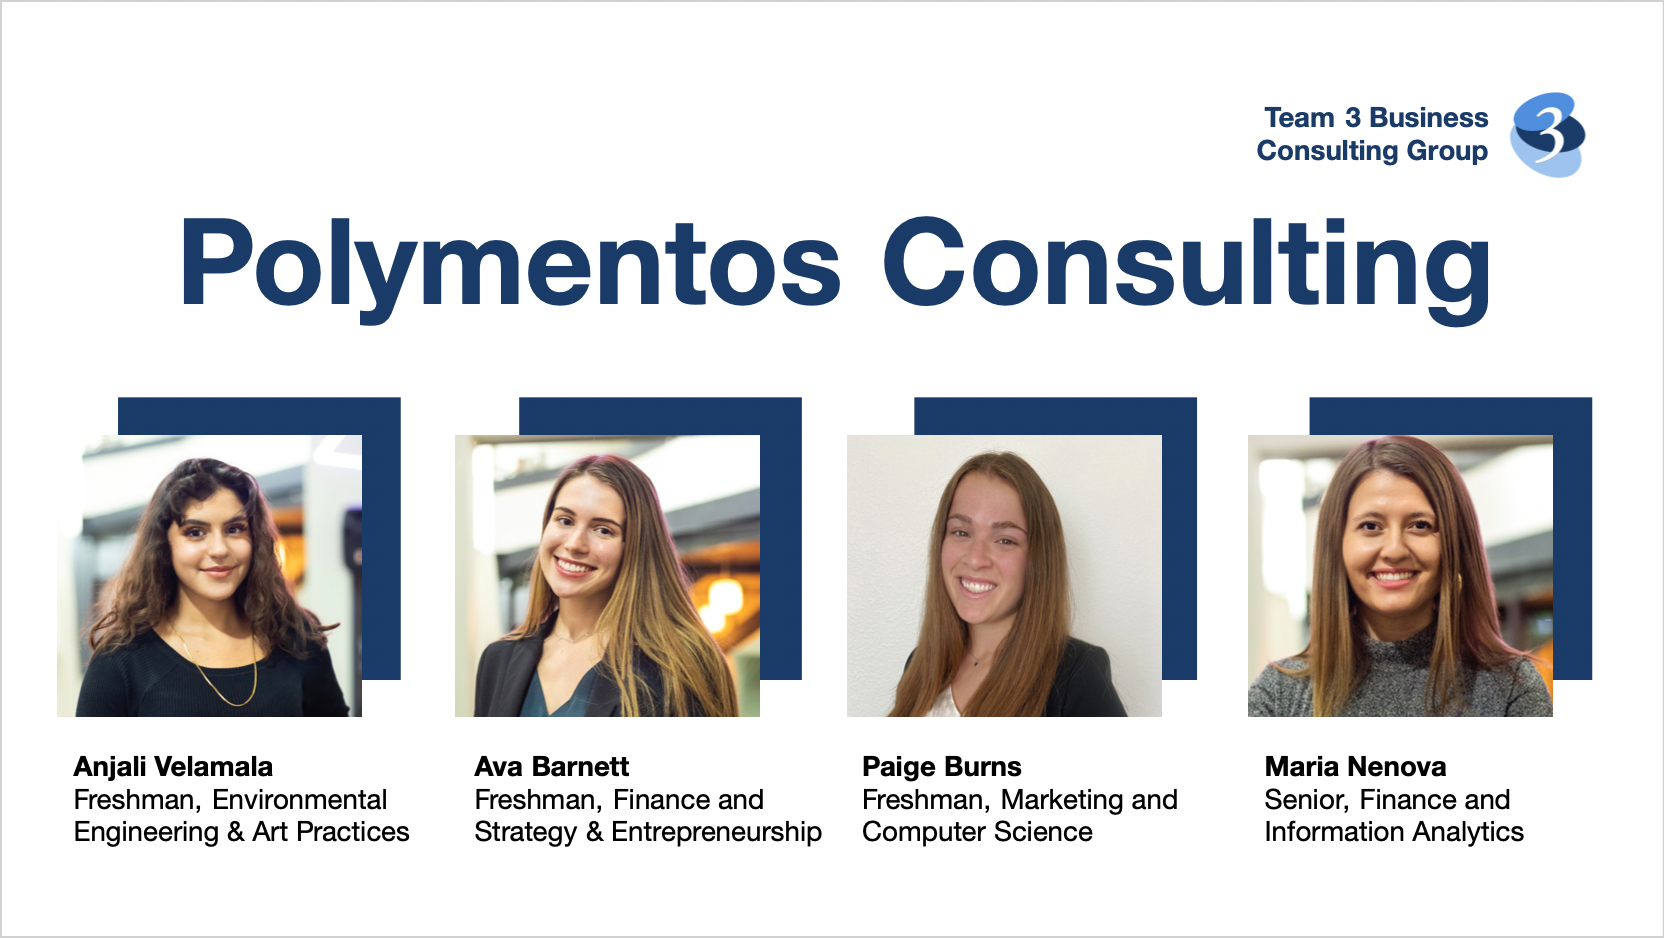 Team 3 Business
Consulting Group
3
Polymentos Consulting
Anjali Velamala
Freshman, Environmental
Engineering & Art Practices
Ava Barnett
Freshman, Finance and
Strategy & Entrepreneurship
Paige Burns
Freshman, Marketing and
Computer Science
Maria Nenova
Senior, Finance and
Information Analytics